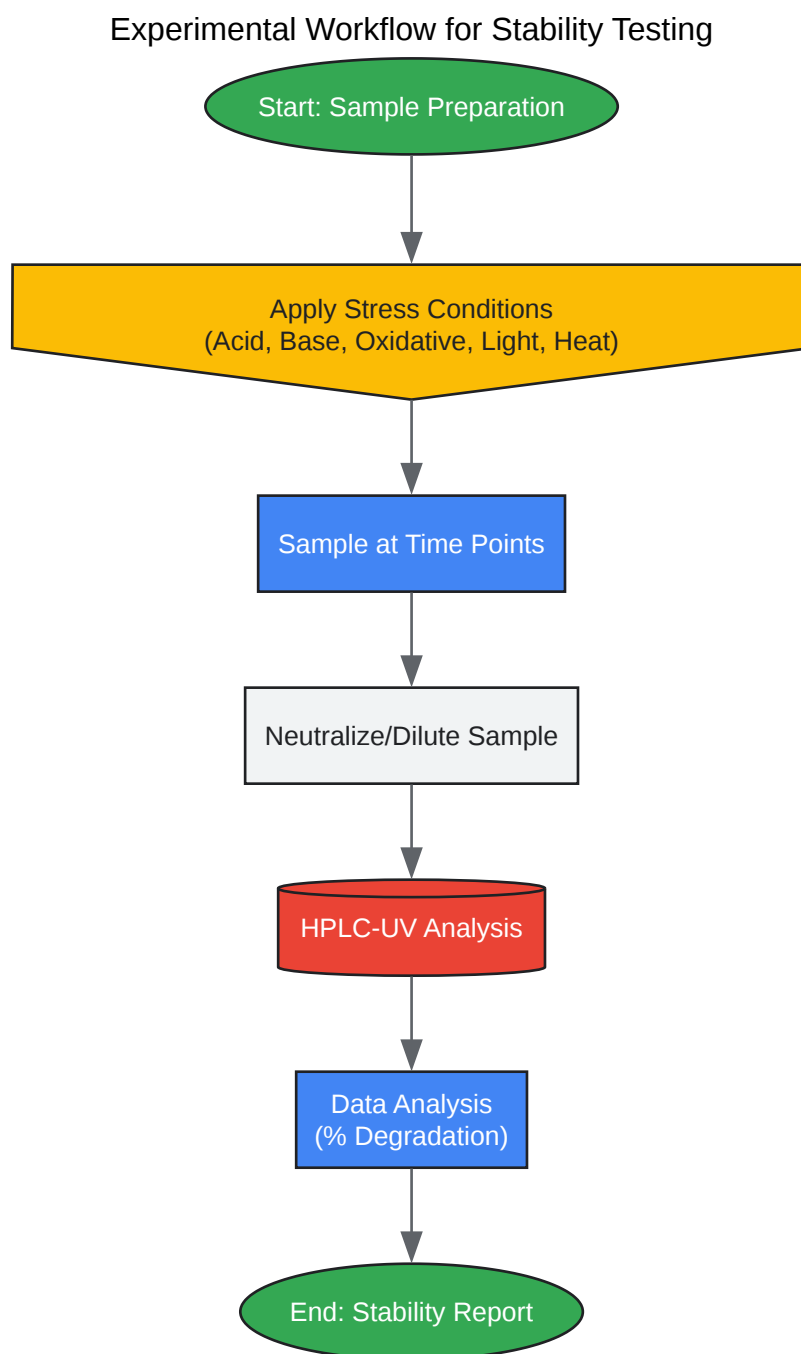 Experimental Workflow for Stability Testing
Start: Sample Preparation
Apply Stress Conditions
(Acid, Base, Oxidative, Light, Heat)
Sample at Time Points
Neutralize/Dilute Sample
HPLC-UV Analysis
Data Analysis
(% Degradation)
End: Stability Report